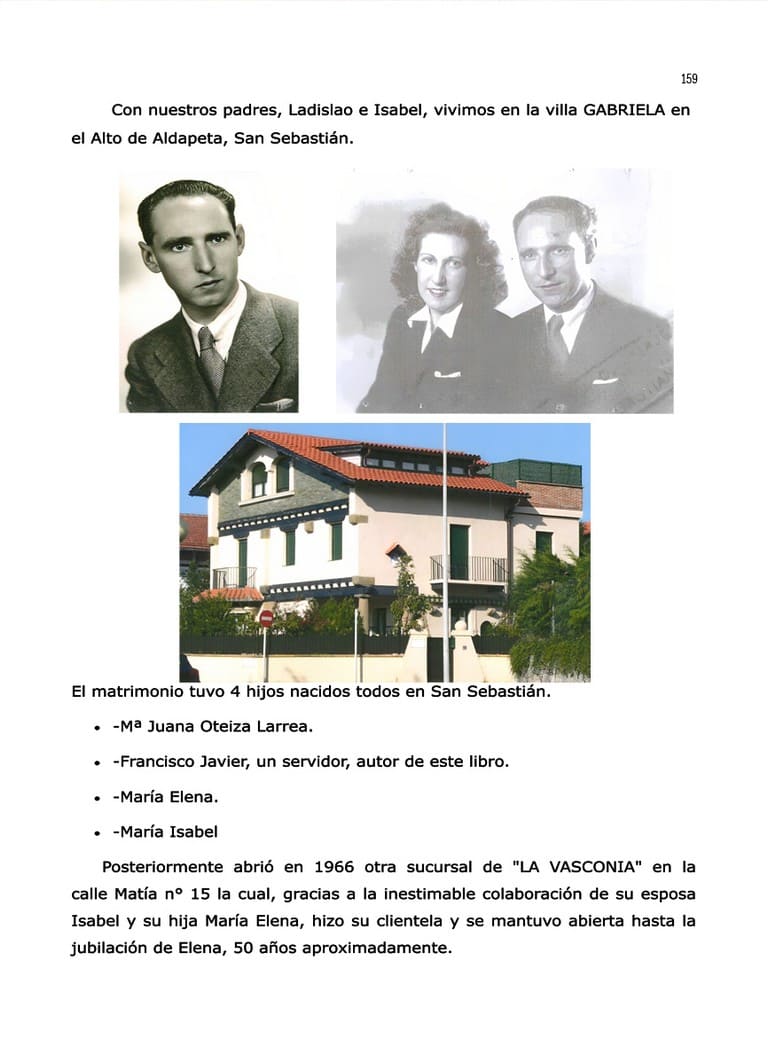 159
Con nuestros padres, Ladislao e Isabel, vivimos en la villa GABRIELA en
el Alto de Aldapeta, San Sebastián.
El matrimonio tuvo 4 hijos nacidos todos en San Sebastián.
• -Mª Juana Oteiza Larrea.
• -Francisco Javier, un servidor, autor de este libro.
• -María Elena.
• -María Isabel
Posteriormente abrió en 1966 otra sucursal de "LA VASCONIA" en la
calle Matía nº 15 la cual, gracias a la inestimable colaboración de su esposa
Isabel y su hija María Elena, hizo su clientela y se mantuvo abierta hasta la
jubilación de Elena, 50 años aproximadamente.